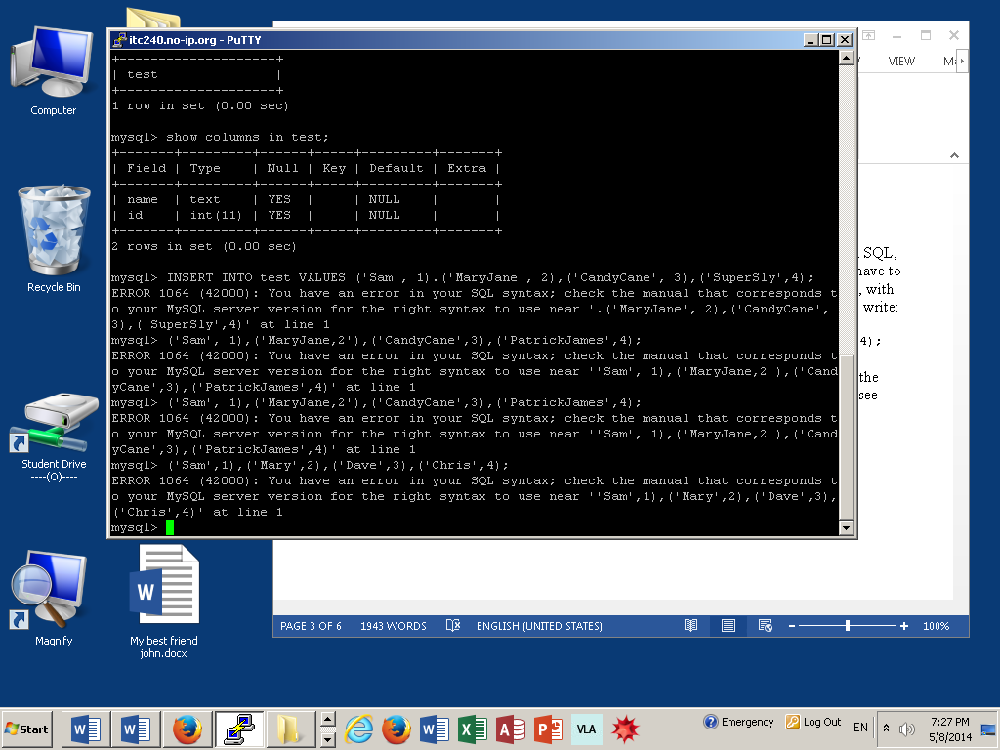 itc240.no-ip.org - PuTTY
+---------------------+
| test                |
+---------------------+
1 row in set (0.00 sec)
mysql> show columns in test;
+-------+---------+------+-----+---------+-------+
| Field | Type    | Null | Key | Default | Extra |
+-------+---------+------+-----+---------+-------+
| name  | text    | YES  |     | NULL    |       |
| id    | int(11) | YES  |     | NULL    |       |
+-------+---------+------+-----+---------+-------+
2 rows in set (0.00 sec)
mysql> INSERT INTO test VALUES ('Sam', 1).('MaryJane', 2),('CandyCane', 3),('SuperSly',4);
ERROR 1064 (42000): You have an error in your SQL syntax; check the manual that corresponds t
o your MySQL server version for the right syntax to use near '.('MaryJane', 2),('CandyCane',
3),('SuperSly',4)' at line 1
mysql> ('Sam', 1),('MaryJane,2'),('CandyCane',3),('PatrickJames',4);
ERROR 1064 (42000): You have an error in your SQL syntax; check the manual that corresponds t
o your MySQL server version for the right syntax to use near ''Sam', 1),('MaryJane,2'),('Cand
yCane',3),('PatrickJames',4)' at line 1
mysql> ('Sam', 1),('MaryJane,2'),('CandyCane',3),('PatrickJames',4);
ERROR 1064 (42000): You have an error in your SQL syntax; check the manual that corresponds t
o your MySQL server version for the right syntax to use near ''Sam', 1),('MaryJane,2'),('Cand
yCane',3),('PatrickJames',4)' at line 1
mysql> ('Sam',1),('Mary',2),('Dave',3),('Chris',4);
ERROR 1064 (42000): You have an error in your SQL syntax; check the manual that corresponds t
o your MySQL server version for the right syntax to use near ''Sam',1),('Mary',2),('Dave',3),
('Chris',4)' at line 1
mysql>
VIEW
SQL,
have to
, with
write:
4);
the
see
PAGE 3 OF 6 1943 WORDS ENGLISH (UNITED STATES) 100%
Computer
Recycle Bin
Student Drive
----(O)----
Magnify
My best friend
john.docx
Start
VLA
Emergency
Log Out
EN
7:27 PM
5/8/2014